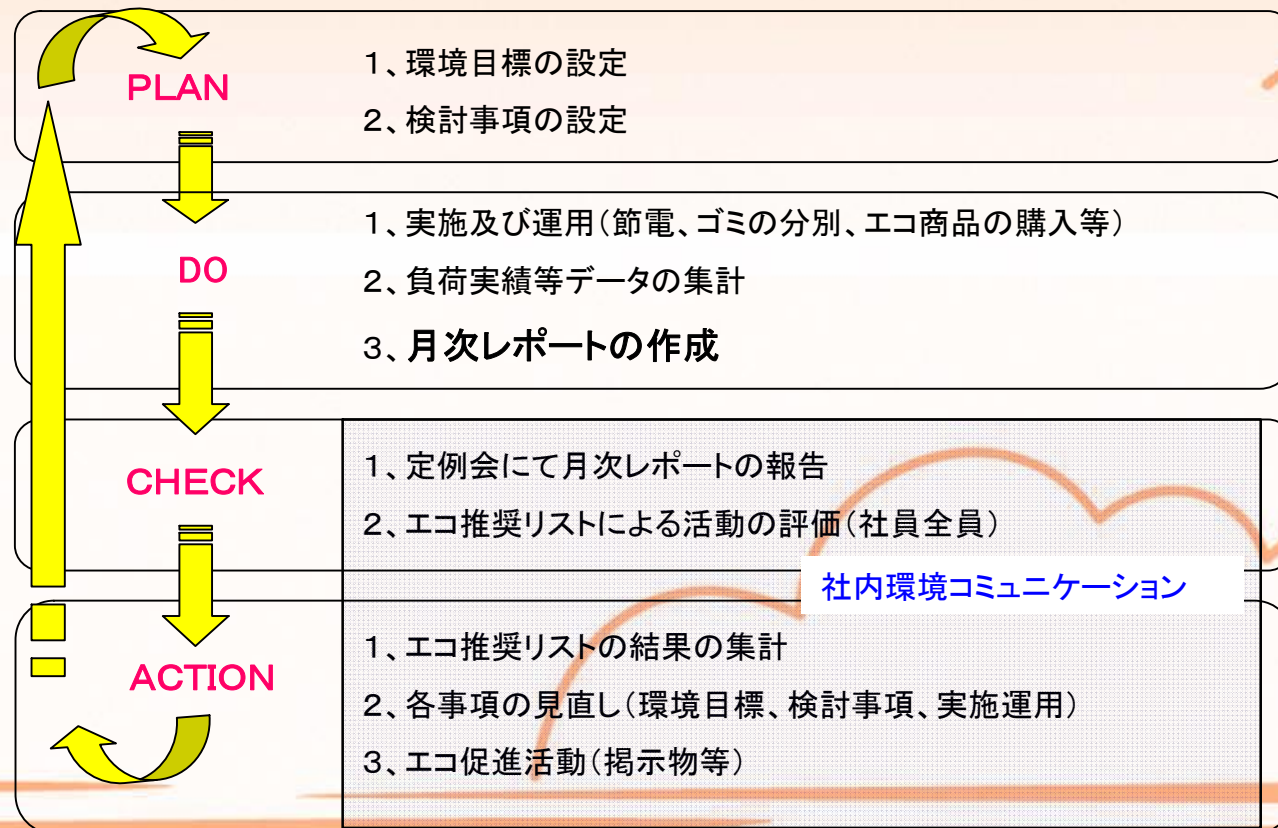 PLAN
1、環境目標の設定
2、検討事項の設定
DO
1、実施及び運用(節電、ゴミの分別、エコ商品の購入等)
2、負荷実績等データの集計
3、月次レポートの作成
CHECK
1、定例会にて月次レポートの報告
2、エコ推奨リストによる活動の評価(社員全員)
社内環境コミュニケーション
ACTION
1、エコ推奨リストの結果の集計
2、各事項の見直し(環境目標、検討事項、実施運用)
3、エコ促進活動(掲示物等)